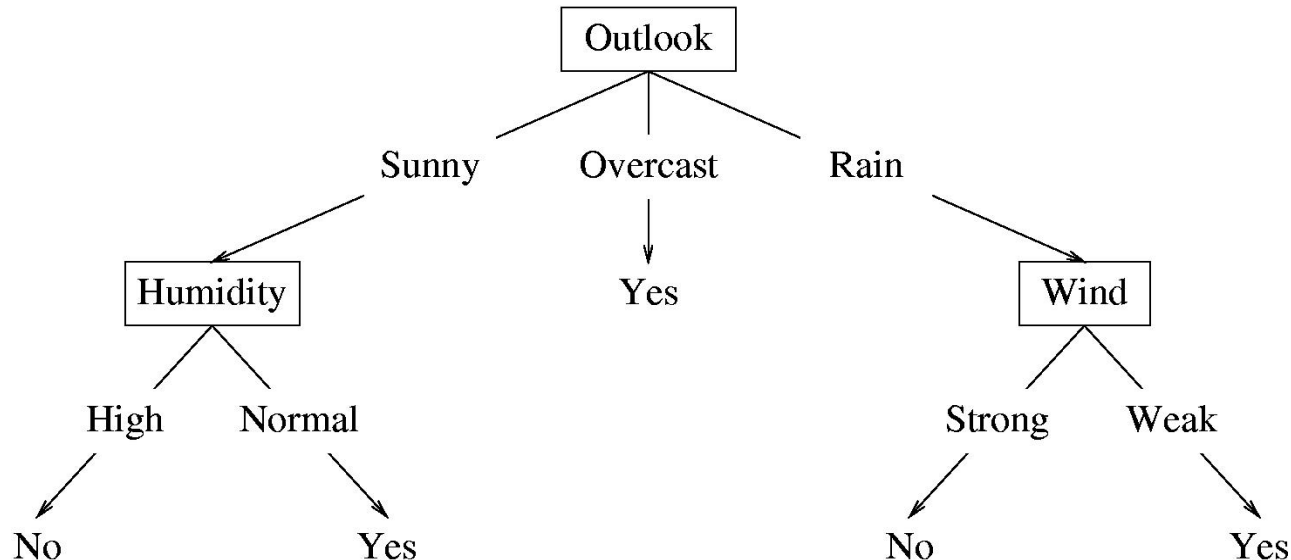 Outlook
Sunny Overcast Rain
Humidity Yes Wind
High Normal Strong Weak
No Yes No Yes